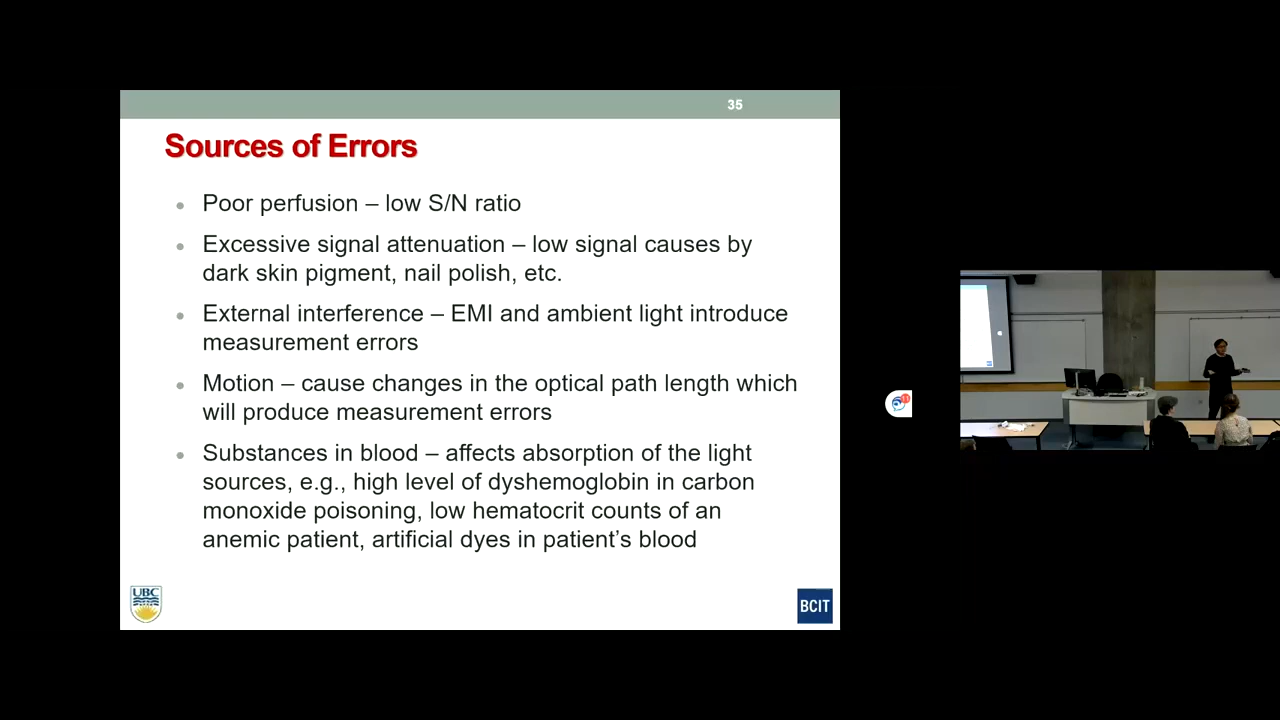 35
Sources of Errors
• Poor perfusion – low S/N ratio
• Excessive signal attenuation – low signal causes by
dark skin pigment, nail polish, etc.
• External interference – EMI and ambient light introduce
measurement errors
• Motion – cause changes in the optical path length which
will produce measurement errors
• Substances in blood – affects absorption of the light
sources, e.g., high level of dyshemoglobin in carbon
monoxide poisoning, low hematocrit counts of an
anemic patient, artificial dyes in patient’s blood
UBC
BCIT